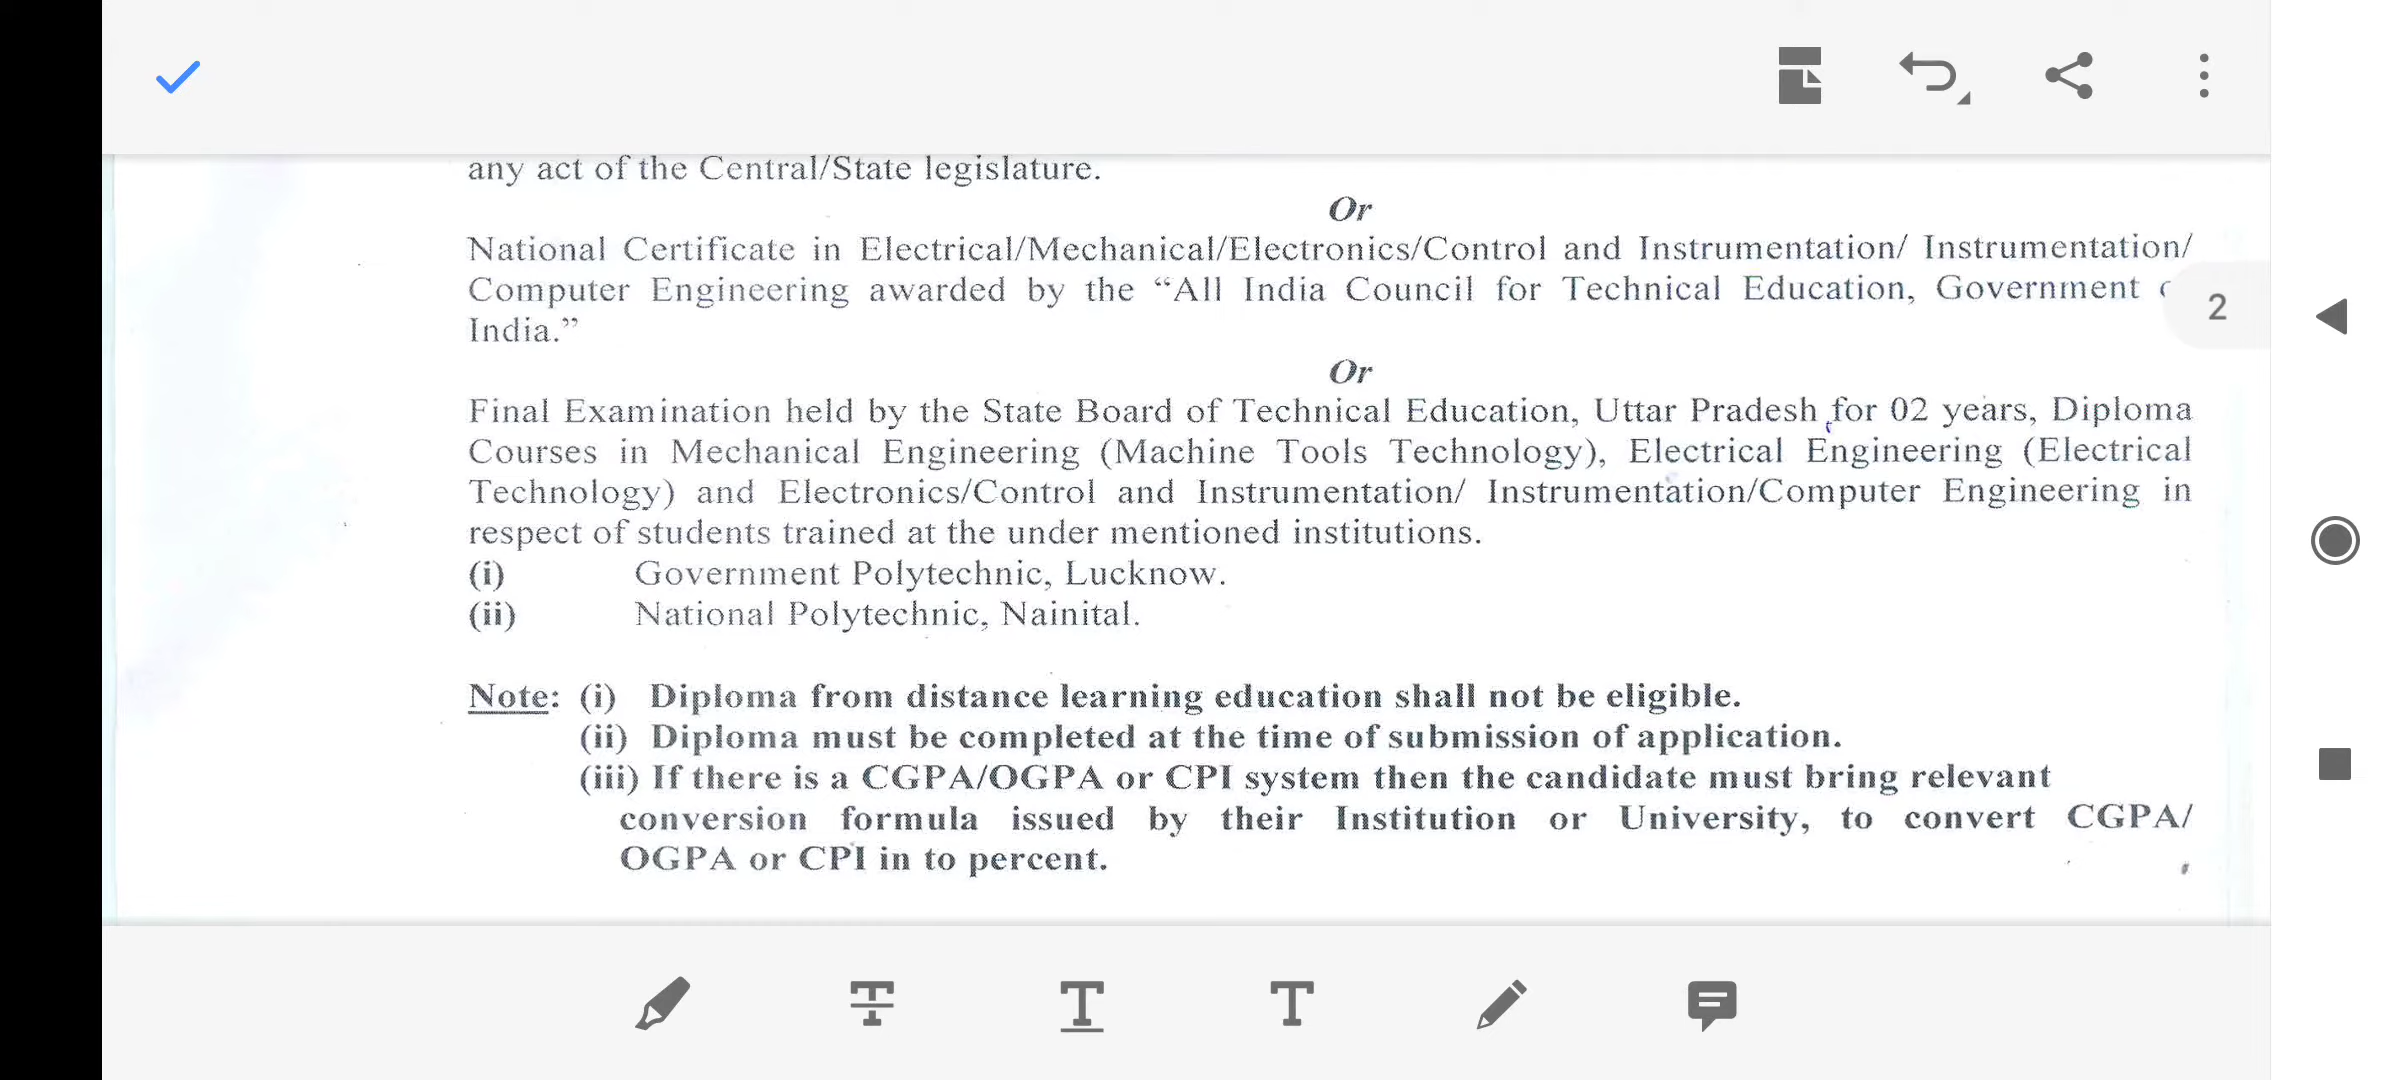 any act of the Central/State legislature.
Or
National Certificate in Electrical/Mechanical/Electronics/Control and Instrumentation/ Instrumentation/
Computer Engineering awarded by the “All India Council for Technical Education, Government
2
India.”
Or
Final Examination held by the State Board of Technical Education, Uttar Pradesh for 02 years, Diploma
Courses in Mechanical Engineering (Machine Tools Technology), Electrical Engineering (Electrical
Technology) and Electronics/Control and Instrumentation/ Instrumentation/Computer Engineering in
respect of students trained at the under mentioned institutions.
(i) Government Polytechnic, Lucknow.
(ii) National Polytechnic, Nainital.
Note: (i) Diploma from distance learning education shall not be eligible.
(ii) Diploma must be completed at the time of submission of application.
(iii) If there is a CGPA/OGPA or CPI system then the candidate must bring relevant
conversion formula issued by their Institution or University, to convert CGPA/
OGPA or CPI in to percent.